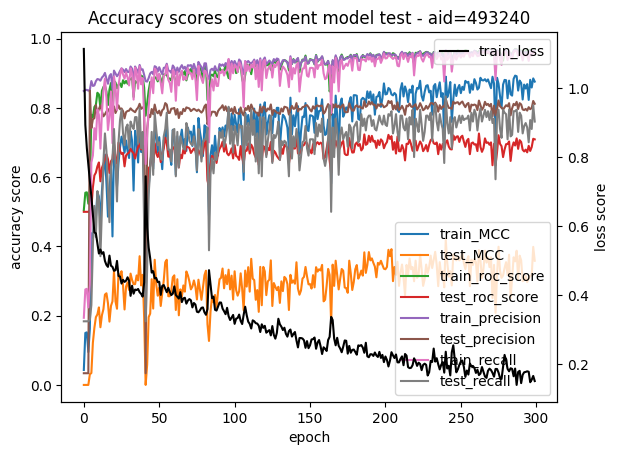 Accuracy scores on student model test - aid=493240
1.0
0.8
0.6
0.4
0.2
0.0
accuracy score
0
50
100
150
200
250
300
epoch
1.0
0.8
0.6
0.4
0.2
loss score
train_loss
train_MCC
test_MCC
train_roc_score
test_roc_score
train_precision
test_precision
train_recall
test_recall